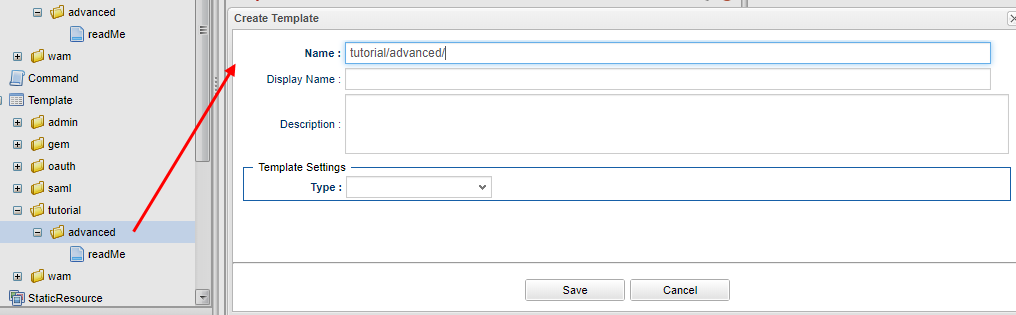 advanced
readMe
wam
Command
Template
admin
gem
oauth
saml
tutorial
advanced
readMe
wam
StaticResource
Create Template
Name :
tutorial/advanced/
Display Name :
Description :
Template Settings
Type :
Save
Cancel